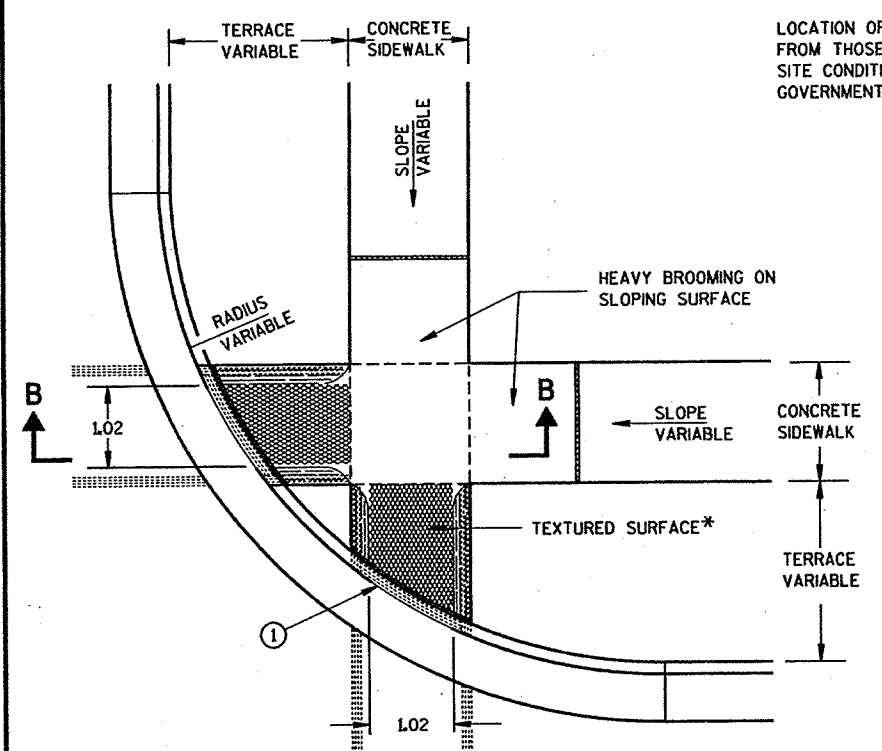 TERRACE
VARIABLE
CONCRETE
SIDEWALK
LOCATION OF
FROM THOSE
SITE CONDITI
GOVERNMENT
SLOPE
VARIABLE
HEAVY BROOMING ON
SLOPING SURFACE
RADIUS
VARIABLE
B
B
1.02
SLOPE
VARIABLE
CONCRETE
SIDEWALK
TEXTURED SURFACE*
TERRACE
VARIABLE
1
1.02